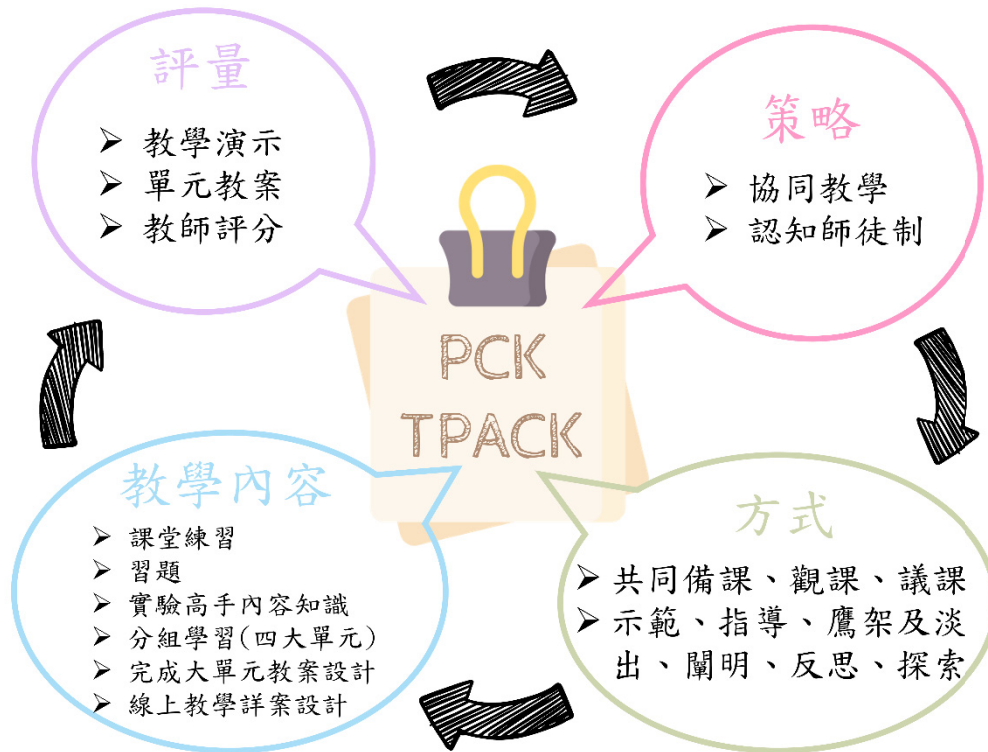 評量
➢ 教學演示
➢ 單元教案
➢ 教師評分
策略
➢ 協同教學
➢ 認知師徒制
PCK
TPACK
教學內容
➢ 課堂練習
➢ 習題
➢ 實驗高手內容知識
➢ 分組學習(四大單元)
➢ 完成大單元教案設計
➢ 線上教學詳案設計
方式
➢ 共同備課、觀課、議課
➢ 示範、指導、鷹架及淡
出、闡明、反思、探索